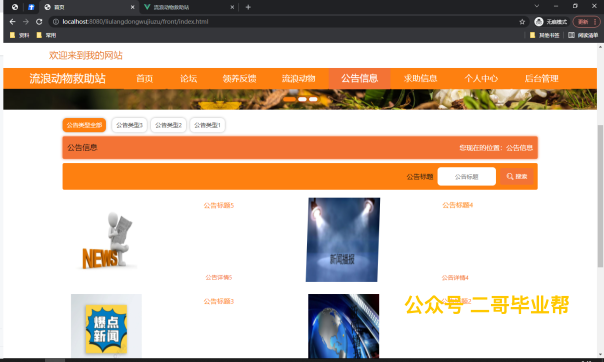 首页
流浪动物救助站
首页
localhost:8080/liulangdongwujiuzu/front/index.html
无痕模式
更新
资料
常用
其他书签
阅读清单
欢迎来到我的网站
流浪动物救助站 首页 论坛 领养反馈 流浪动物 公告信息 求助信息 个人中心 后台管理
公告类型全部 公告类型3 公告类型2 公告类型1
公告信息
您现在的位置: 公告信息
公告标题 公告标题 搜索
公告标题5
NEWS
公告详情5
公告标题4
新闻播报
公告详情4
公告标题3
爆点
新闻
公众号 二哥毕业帮